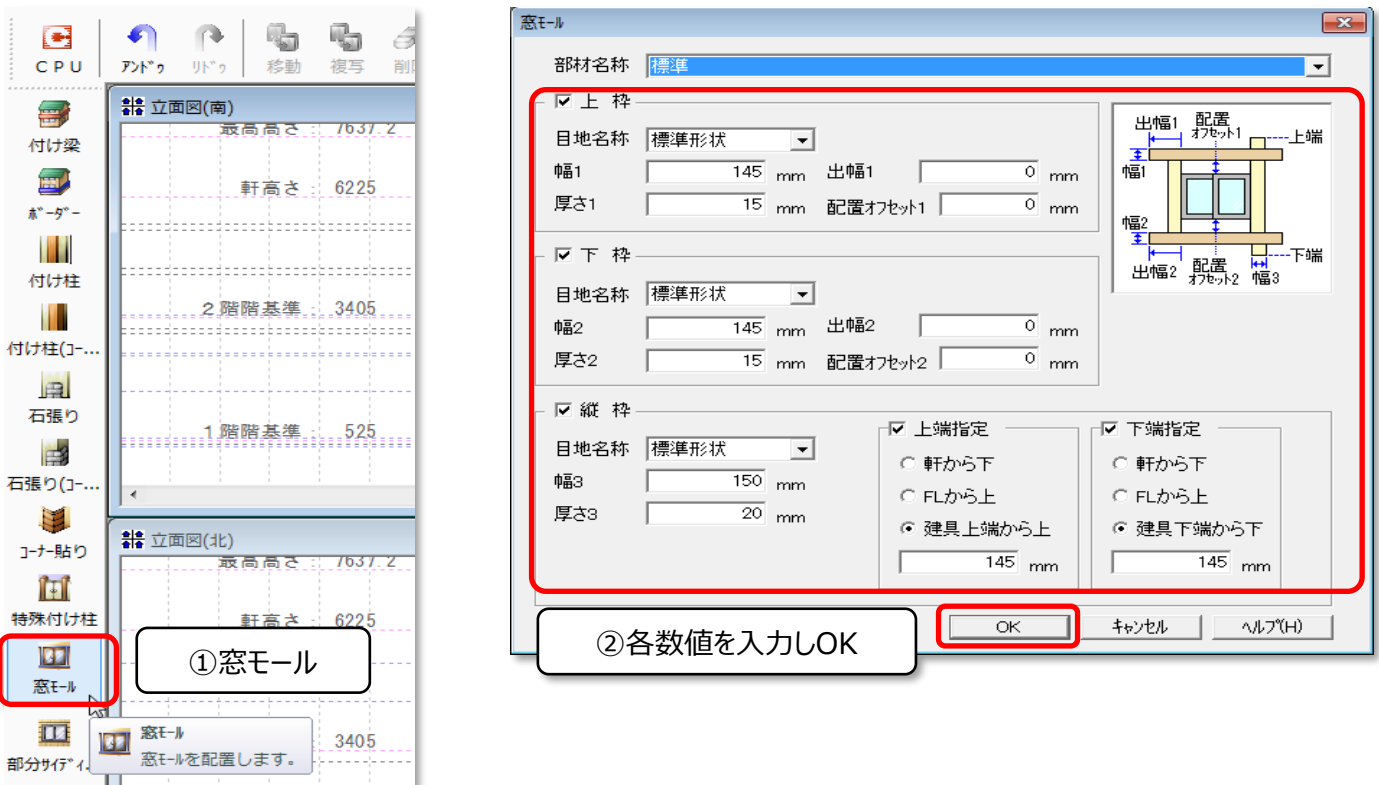 CPU
ｱﾝﾄﾞｩ
ﾘﾄﾞｩ
移動
複写
付け梁
ﾎﾞｰﾀﾞｰ
付け柱
付け柱(ｺｰ...
石張り
石張り(ｺｰ...
ｺｰﾅｰ貼り
特殊付け柱
窓ﾓｰﾙ
部分ｻｲﾃﾞｨ
立面図(南)
最高高さ : 7637.2
軒高さ : 6225
２階階基準 : 3405
１階階基準 : 525
立面図(北)
最高高さ : 7637.2
軒高さ : 6225
①窓モール
3405
窓ﾓｰﾙ
窓ﾓｰﾙを配置します。
窓ﾓｰﾙ
部材名称 標準
上 枠
目地名称 標準形状
幅1 145 mm 出幅1 0 mm
厚さ1 15 mm 配置ｵﾌｾｯﾄ1 0 mm
下 枠
目地名称 標準形状
幅2 145 mm 出幅2 0 mm
厚さ2 15 mm 配置ｵﾌｾｯﾄ2 0 mm
縦 枠
目地名称 標準形状
幅3 150 mm
厚さ3 20 mm
上端指定
軒から下
FLから上
建具上端から上
145 mm
下端指定
軒から下
FLから上
建具下端から下
145 mm
出幅1 配置
ｵﾌｾｯﾄ1 上端
幅1
幅2
下端
出幅2 配置
ｵﾌｾｯﾄ2 幅3
OK ｷｬﾝｾﾙ ﾍﾙﾌﾟ(H)
②各数値を入力しOK